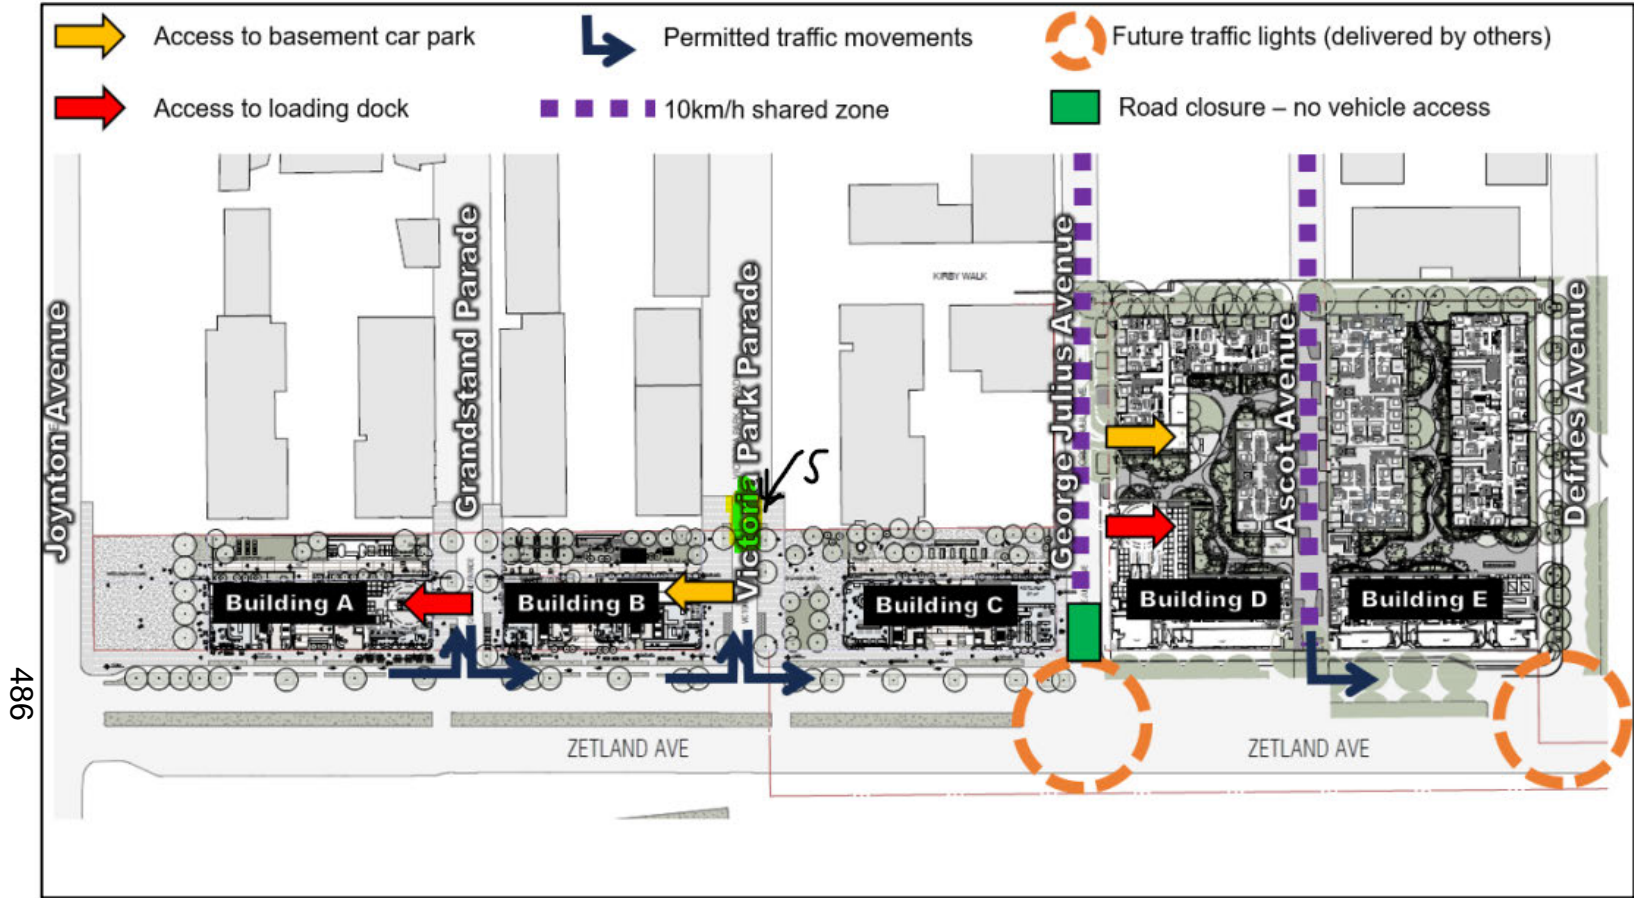 Access to basement car park
Permitted traffic movements
Future traffic lights (delivered by others)
Access to loading dock
10km/h shared zone
Road closure – no vehicle access
Joynton Avenue
Grandstand Parade
Victoria Park Parade
KIRBY WALK
George Julius Avenue
Ascot Avenue
Defries Avenue
5
Building A
Building B
Building C
Building D
Building E
ZETLAND AVE
ZETLAND AVE
486